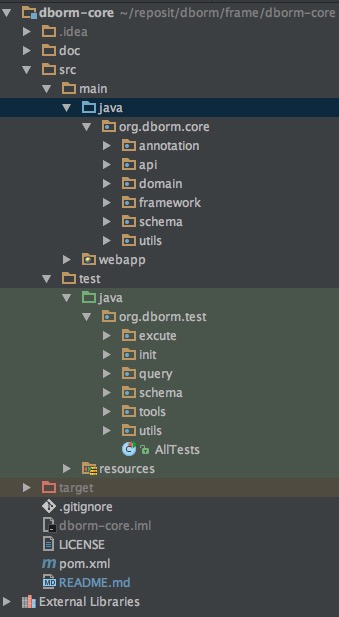 dborm-core ~/reposit/dborm/frame/dborm-core
.idea
doc
src
main
java
org.dborm.core
annotation
api
domain
framework
schema
utils
webapp
test
java
org.dborm.test
excute
init
query
schema
tools
utils
AllTests
resources
target
.gitignore
dborm-core.iml
LICENSE
pom.xml
README.md
External Libraries